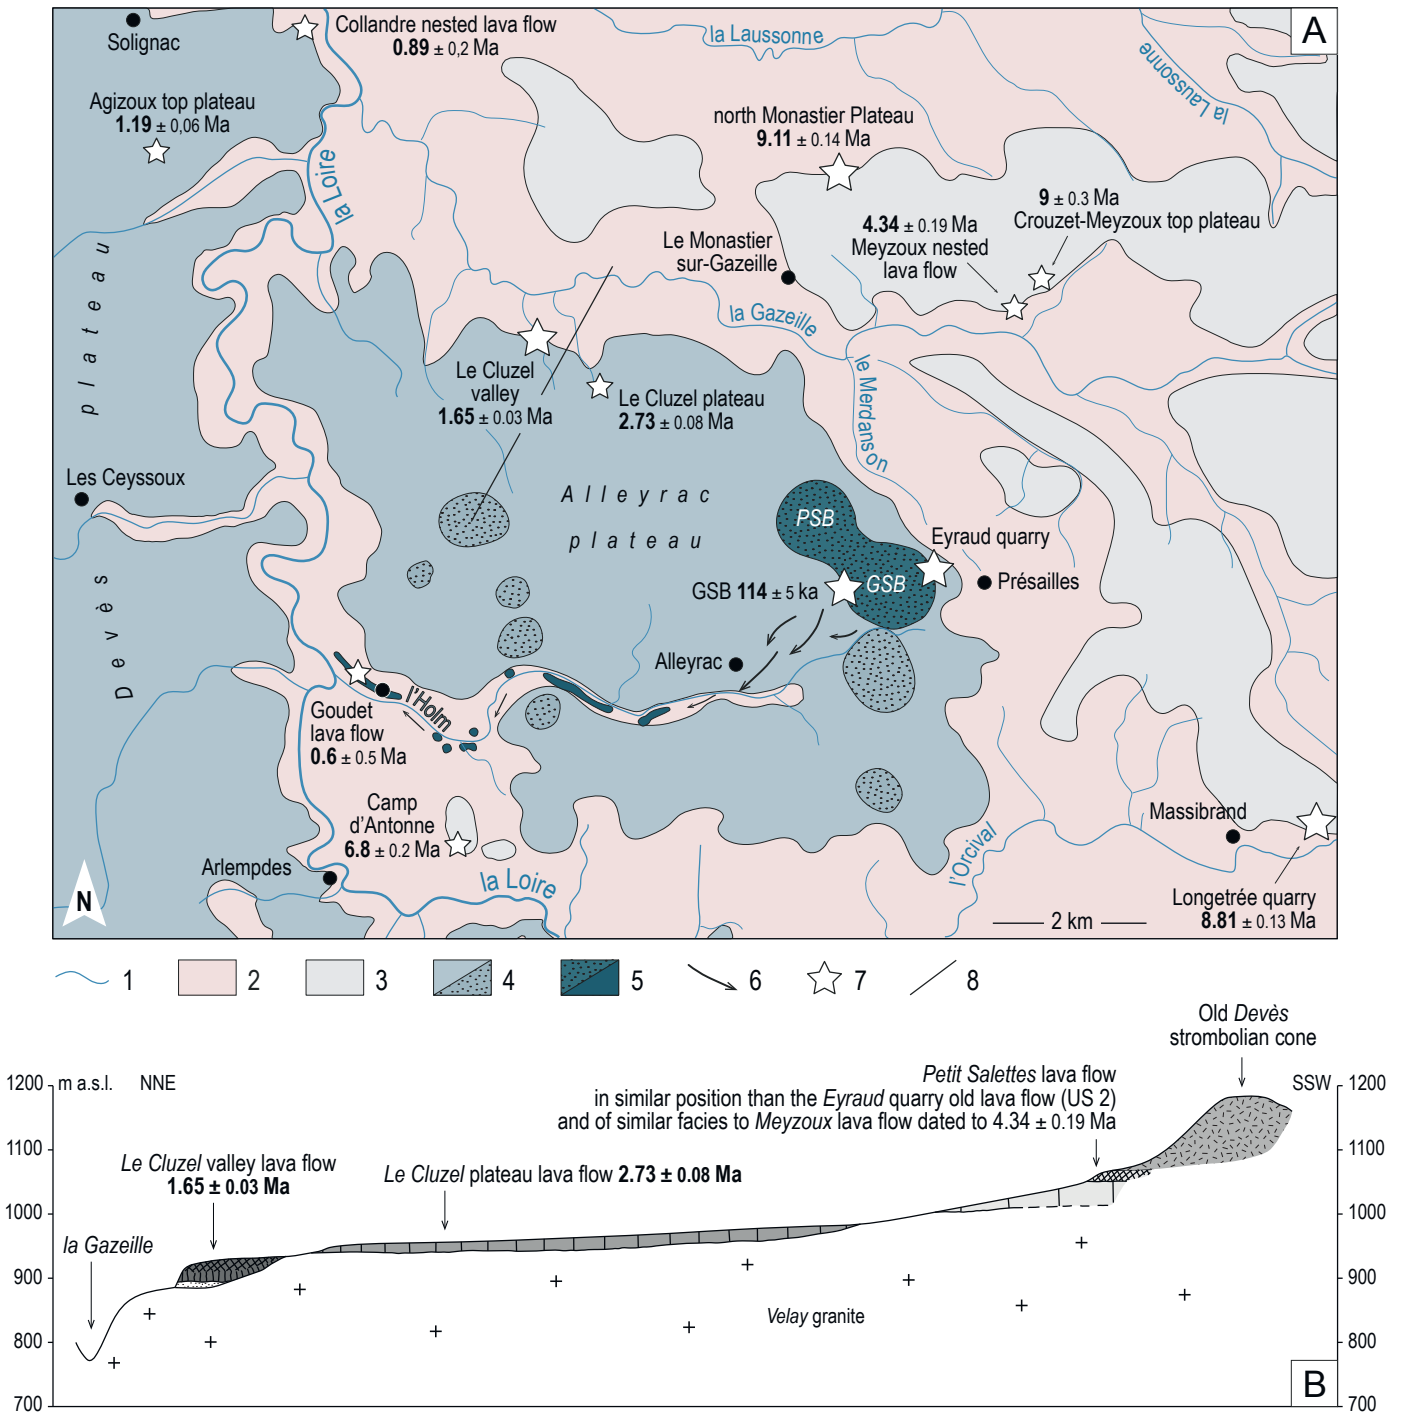 A
Solignac
Collandre nested lava flow
0.89 ± 0,2 Ma
la Laussonne
la Laussonne
Agizoux top plateau
1.19 ± 0,06 Ma
la Loire
north Monastier Plateau
9.11 ± 0.14 Ma
9 ± 0.3 Ma
Crouzet-Meyzoux top plateau
4.34 ± 0.19 Ma
Meyzoux nested
lava flow
Le Monastier
sur-Gazeille
la Gazeille
le Merdanson
Le Cluzel
valley
1.65 ± 0.03 Ma
Le Cluzel plateau
2.73 ± 0.08 Ma
Les Ceyssoux
Devès plateau
Alleyrac
plateau
PSB
GSB
Eyraud quarry
Présailles
GSB 114 ± 5 ka
Alleyrac
l'Holm
Goudet
lava flow
0.6 ± 0.5 Ma
Camp
d'Antonne
6.8 ± 0.2 Ma
Arlempdes
la Loire
l'Orcival
Massibrand
Longetrée quarry
8.81 ± 0.13 Ma
N
2 km
1 2 3 4 5 6 7 8
Old Devès
strombolian cone
1200 m a.s.l. NNE
SSW 1200
Petit Salettes lava flow
in similar position than the Eyraud quarry old lava flow (US 2)
and of similar facies to Meyzoux lava flow dated to 4.34 ± 0.19 Ma
1100
1100
Le Cluzel valley lava flow
1.65 ± 0.03 Ma
Le Cluzel plateau lava flow 2.73 ± 0.08 Ma
1000
1000
la Gazeille
900
900
Velay granite
800
800
700
700
B